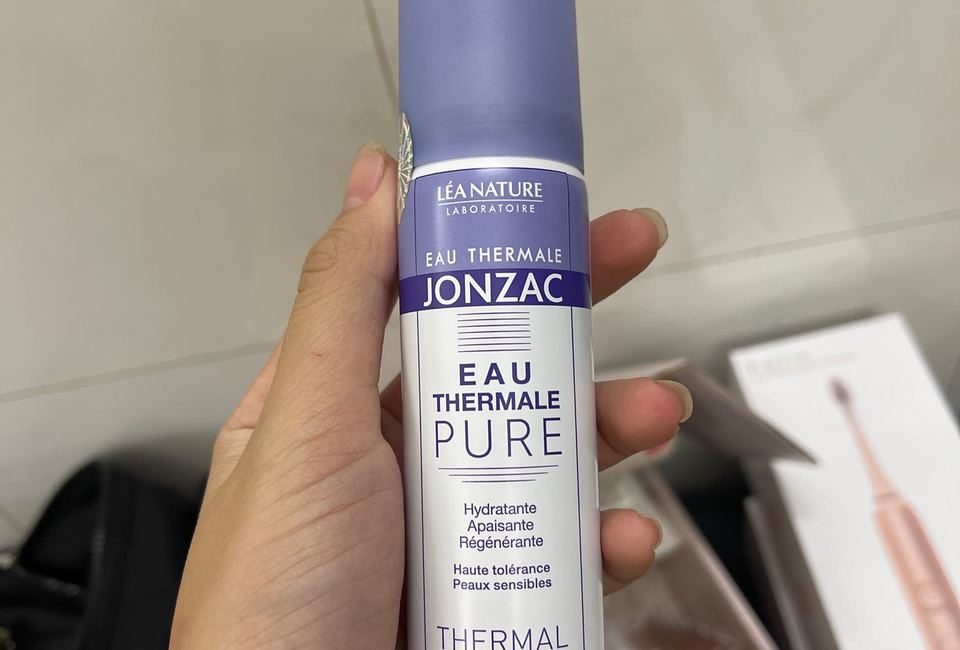 LÉA NATURE
LABORATOIRE
EAU THERMALE
JONZAC
EAU
THERMALE
PURE
Hydratante
Apaisante
Régénérante
Haute tolérance
Peaux sensibles
THERMAL